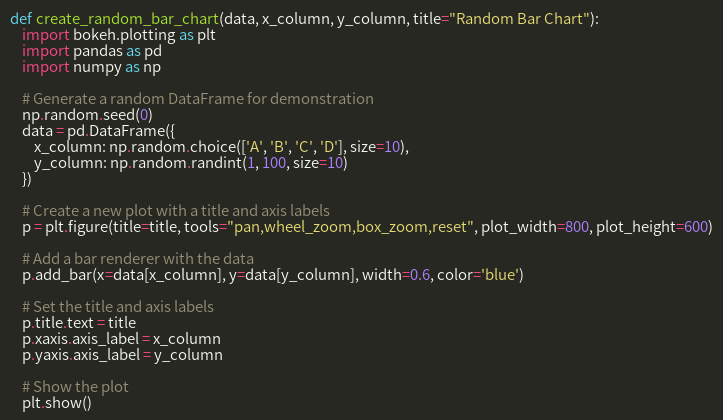 def create_random_bar_chart(data, x_column, y_column, title="Random Bar Chart"):
    import bokeh.plotting as plt
    import pandas as pd
    import numpy as np

    # Generate a random DataFrame for demonstration
    np.random.seed(0)
    data = pd.DataFrame({
        x_column: np.random.choice(['A', 'B', 'C', 'D'], size=10),
        y_column: np.random.randint(1, 100, size=10)
    })

    # Create a new plot with a title and axis labels
    p = plt.figure(title=title, tools="pan,wheel_zoom,box_zoom,reset", plot_width=800, plot_height=600)

    # Add a bar renderer with the data
    p.add_bar(x=data[x_column], y=data[y_column], width=0.6, color='blue')

    # Set the title and axis labels
    p.title.text = title
    p.xaxis.axis_label = x_column
    p.yaxis.axis_label = y_column

    # Show the plot
    plt.show()